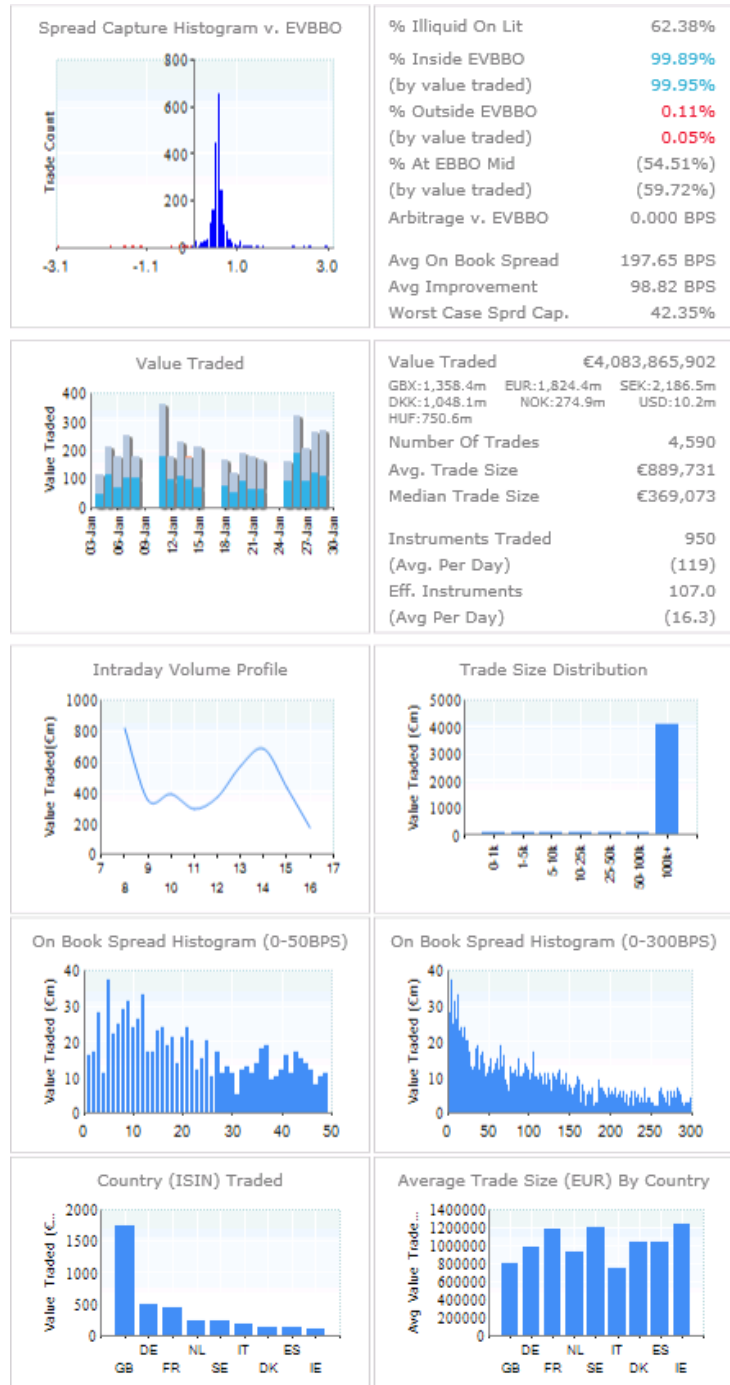 Spread Capture Histogram v. EVBBO
800
600
400
200
0
Trade Count
-3.1 -1.1 1.0 3.0
% Illiquid On Lit 62.38%
% Inside EVBBO 99.89%
(by value traded) 99.95%
% Outside EVBBO 0.11%
(by value traded) 0.05%
% At EBBO Mid (54.51%)
(by value traded) (59.72%)
Arbitrage v. EVBBO 0.000 BPS
Avg On Book Spread 197.65 BPS
Avg Improvement 98.82 BPS
Worst Case Sprd Cap. 42.35%
Value Traded
400
300
200
100
0
Value Traded
03-Jan 06-Jan 09-Jan 12-Jan 15-Jan 18-Jan 21-Jan 24-Jan 27-Jan 30-Jan
Value Traded €4,083,865,902
GBX:1,358.4m EUR:1,824.4m SEK:2,186.5m
DKK:1,048.1m NOK:274.9m USD:10.2m
HUF:750.6m
Number Of Trades 4,590
Avg. Trade Size €889,731
Median Trade Size €369,073
Instruments Traded 950
(Avg. Per Day) (119)
Eff. Instruments 107.0
(Avg Per Day) (16.3)
Intraday Volume Profile
1000
800
600
400
200
0
Value Traded(€m)
7 9 11 13 15 17
8 10 12 14 16
Trade Size Distribution
5000
4000
3000
2000
1000
0
Value Traded (€m)
0-1k 1-5k 5-10k 10-25k 25-50k 50-100k 100k+
On Book Spread Histogram (0-50BPS)
40
30
20
10
0
Value Traded (€m)
0 10 20 30 40 50
On Book Spread Histogram (0-300BPS)
40
30
20
10
0
Value Traded (€m)
0 50 100 150 200 250 300
Country (ISIN) Traded
2000
1500
1000
500
0
Value Traded (€...
DE NL IT ES
GB FR SE DK IE
Average Trade Size (EUR) By Country
1400000
1200000
1000000
800000
600000
400000
200000
0
Avg Value Trade...
DE NL IT ES
GB FR SE DK IE